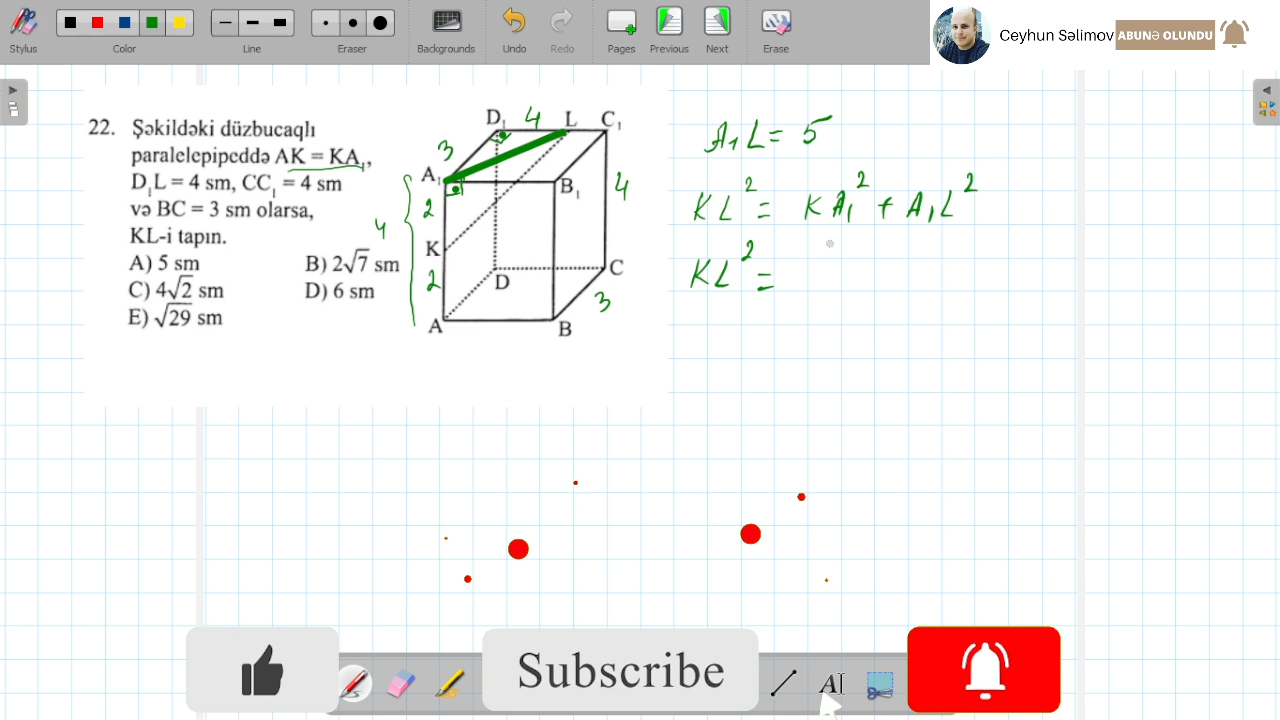 Stylus
Color
Line
Eraser
Backgrounds
Undo
Redo
Pages
Previous
Next
Erase
Ceyhun Səlimov
ABUNƏ OLUNDU
22. Şəkildəki düzbucaqlı
paralelepipeddə AK = KA₁,
D₁L = 4 sm, CC₁ = 4 sm
və BC = 3 sm olarsa,
KL-i tapın.
A) 5 sm B) 2√7 sm
C) 4√2 sm D) 6 sm
E) √29 sm
D₁ 4 L C₁
3
A₁
B₁ 4
2
4
K
2 D C
3
A B
A₁L = 5
KL² = KA₁² + A₁L²
KL² =
Subscribe
A